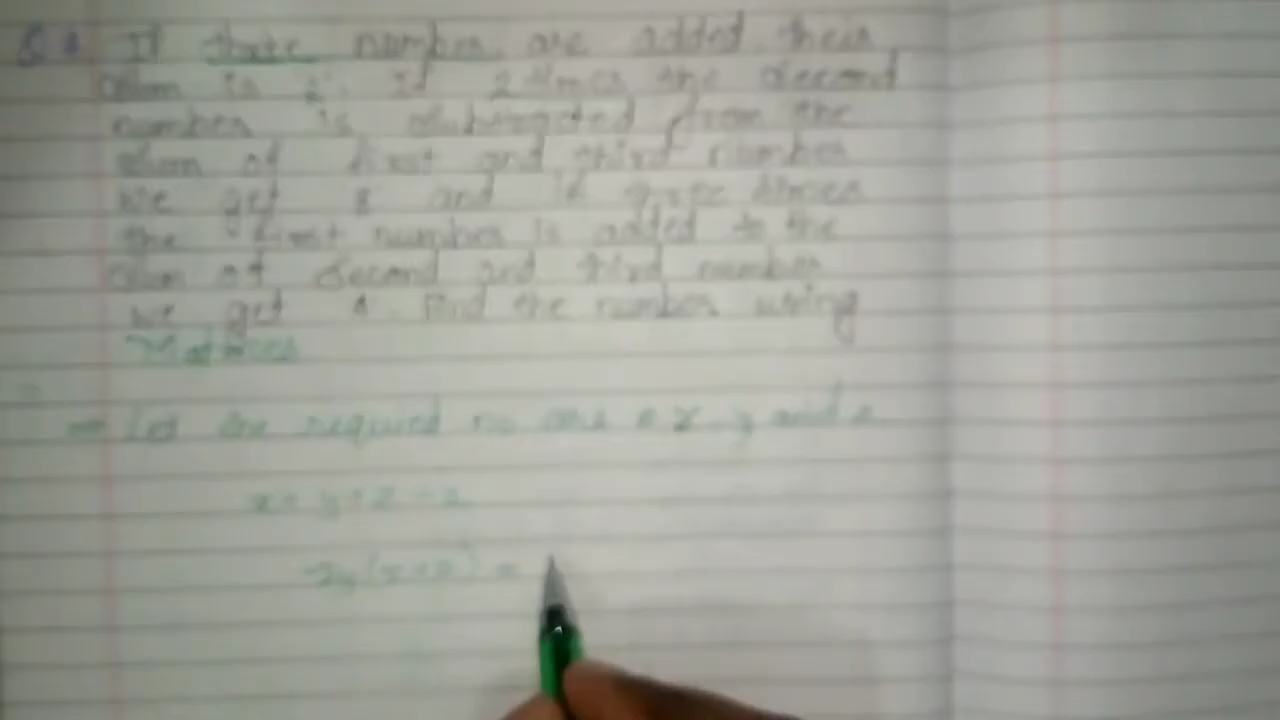 If three number are added their
sum is 2. If 2 times the second
number is subtracted from the
sum of first and third number
we get 8 and if three times
the first number is added to the
sum of second and third number
we get 4. Find the number using
Matrices
→ Let the required no. are x, y and z
x + y + z = 2